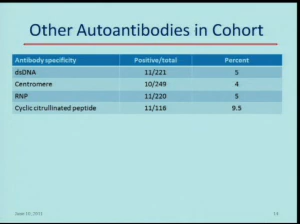 Other Autoantibodies in Cohort
Antibody specificity Positive/total Percent
dsDNA 11/221 5
Centromere 10/249 4
RNP 11/220 5
Cyclic citrullinated peptide 11/116 9.5
14